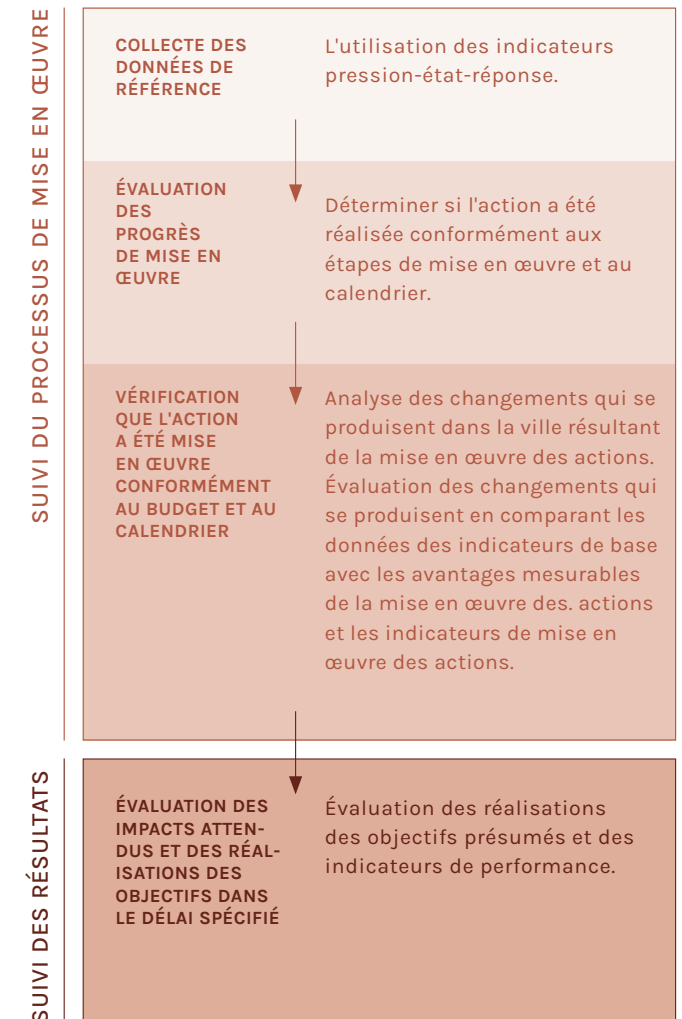 SUIVI DU PROCESSUS DE MISE EN ŒUVRE
COLLECTE DES
DONNÉES DE
RÉFÉRENCE
L'utilisation des indicateurs
pression-état-réponse.
ÉVALUATION
DES
PROGRÈS
DE MISE EN
ŒUVRE
Déterminer si l'action a été
réalisée conformément aux
étapes de mise en œuvre et au
calendrier.
VÉRIFICATION
QUE L'ACTION
A ÉTÉ MISE
EN ŒUVRE
CONFORMÉMENT
AU BUDGET ET AU
CALENDRIER
Analyse des changements qui se
produisent dans la ville résultant
de la mise en œuvre des actions.
Évaluation des changements qui
se produisent en comparant les
données des indicateurs de base
avec les avantages mesurables
de la mise en œuvre des. actions
et les indicateurs de mise en
œuvre des actions.
SUIVI DES RÉSULTATS
ÉVALUATION DES
IMPACTS ATTEN-
DUS ET DES RÉAL-
ISATIONS DES
OBJECTIFS DANS
LE DÉLAI SPÉCIFIÉ
Évaluation des réalisations
des objectifs présumés et des
indicateurs de performance.